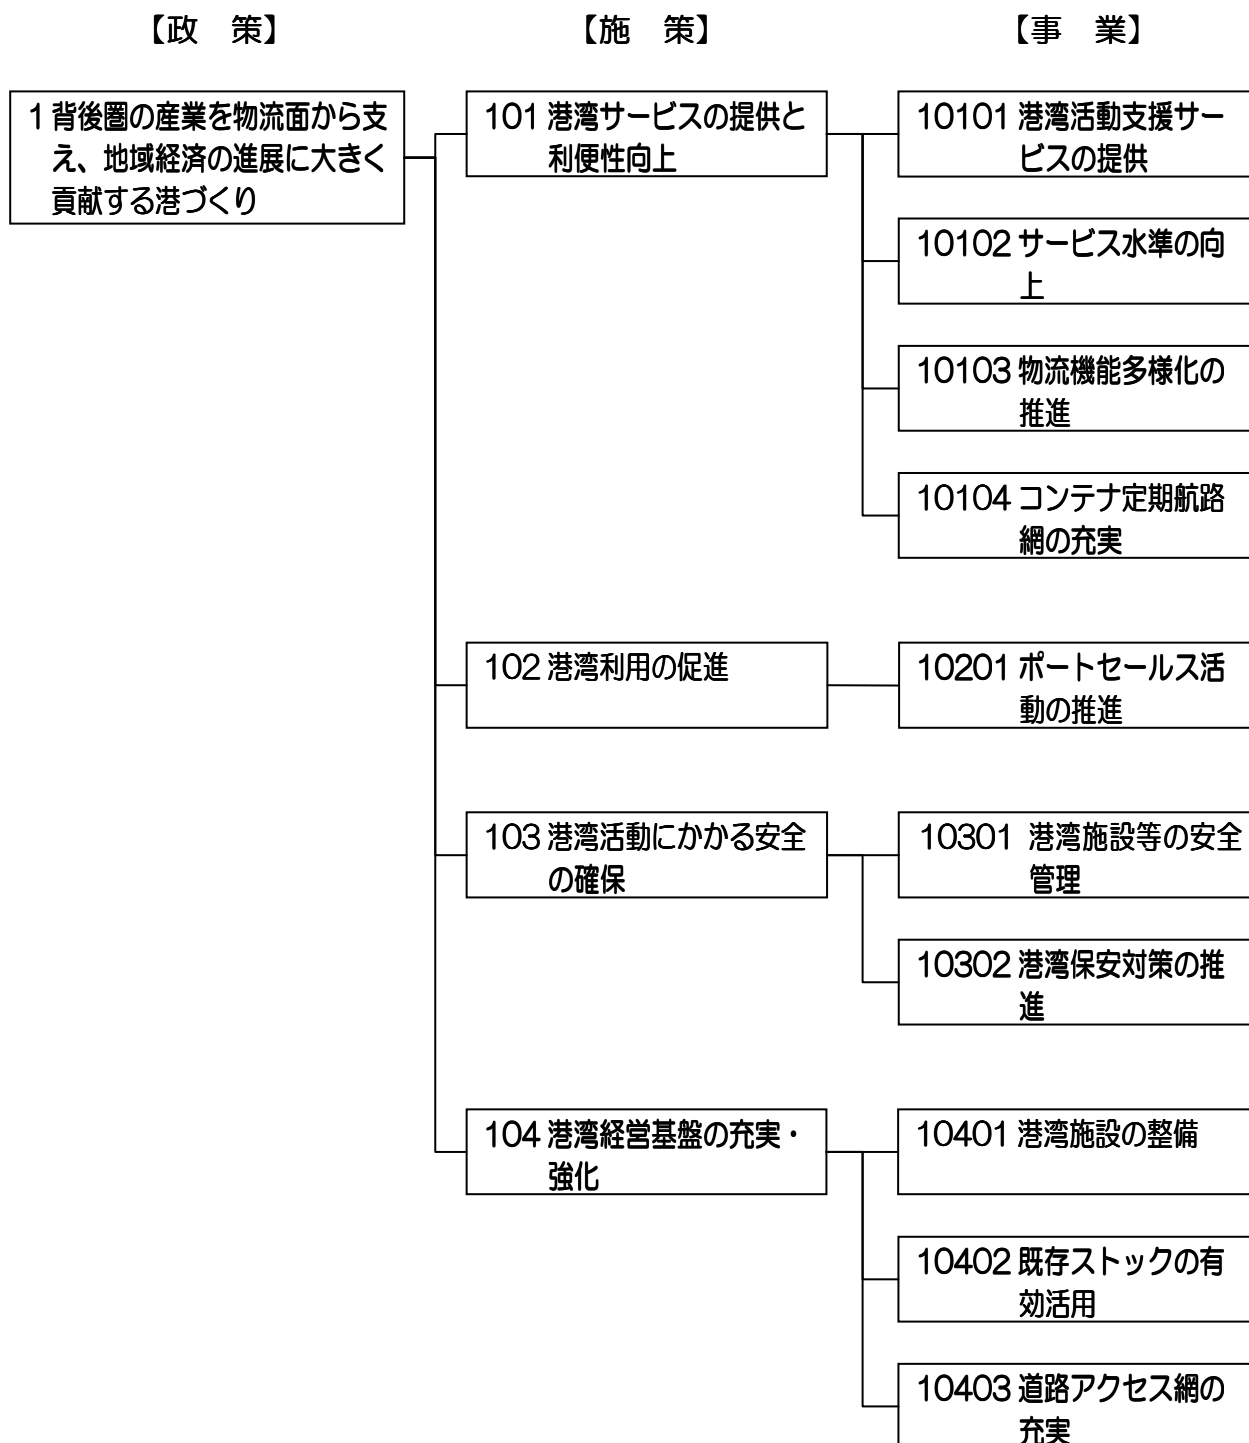 【政　策】
【施　策】
【事　業】
1 背後圏の産業を物流面から支
え、地域経済の進展に大きく
貢献する港づくり
101 港湾サービスの提供と
利便性向上
10101 港湾活動支援サー
ビスの提供
10102 サービス水準の向
上
10103 物流機能多様化の
推進
10104 コンテナ定期航路
網の充実
102 港湾利用の促進
10201 ポートセールス活
動の推進
103 港湾活動にかかる安全
の確保
10301 港湾施設等の安全
管理
10302 港湾保安対策の推
進
104 港湾経営基盤の充実・
強化
10401 港湾施設の整備
10402 既存ストックの有
効活用
10403 道路アクセス網の
充実